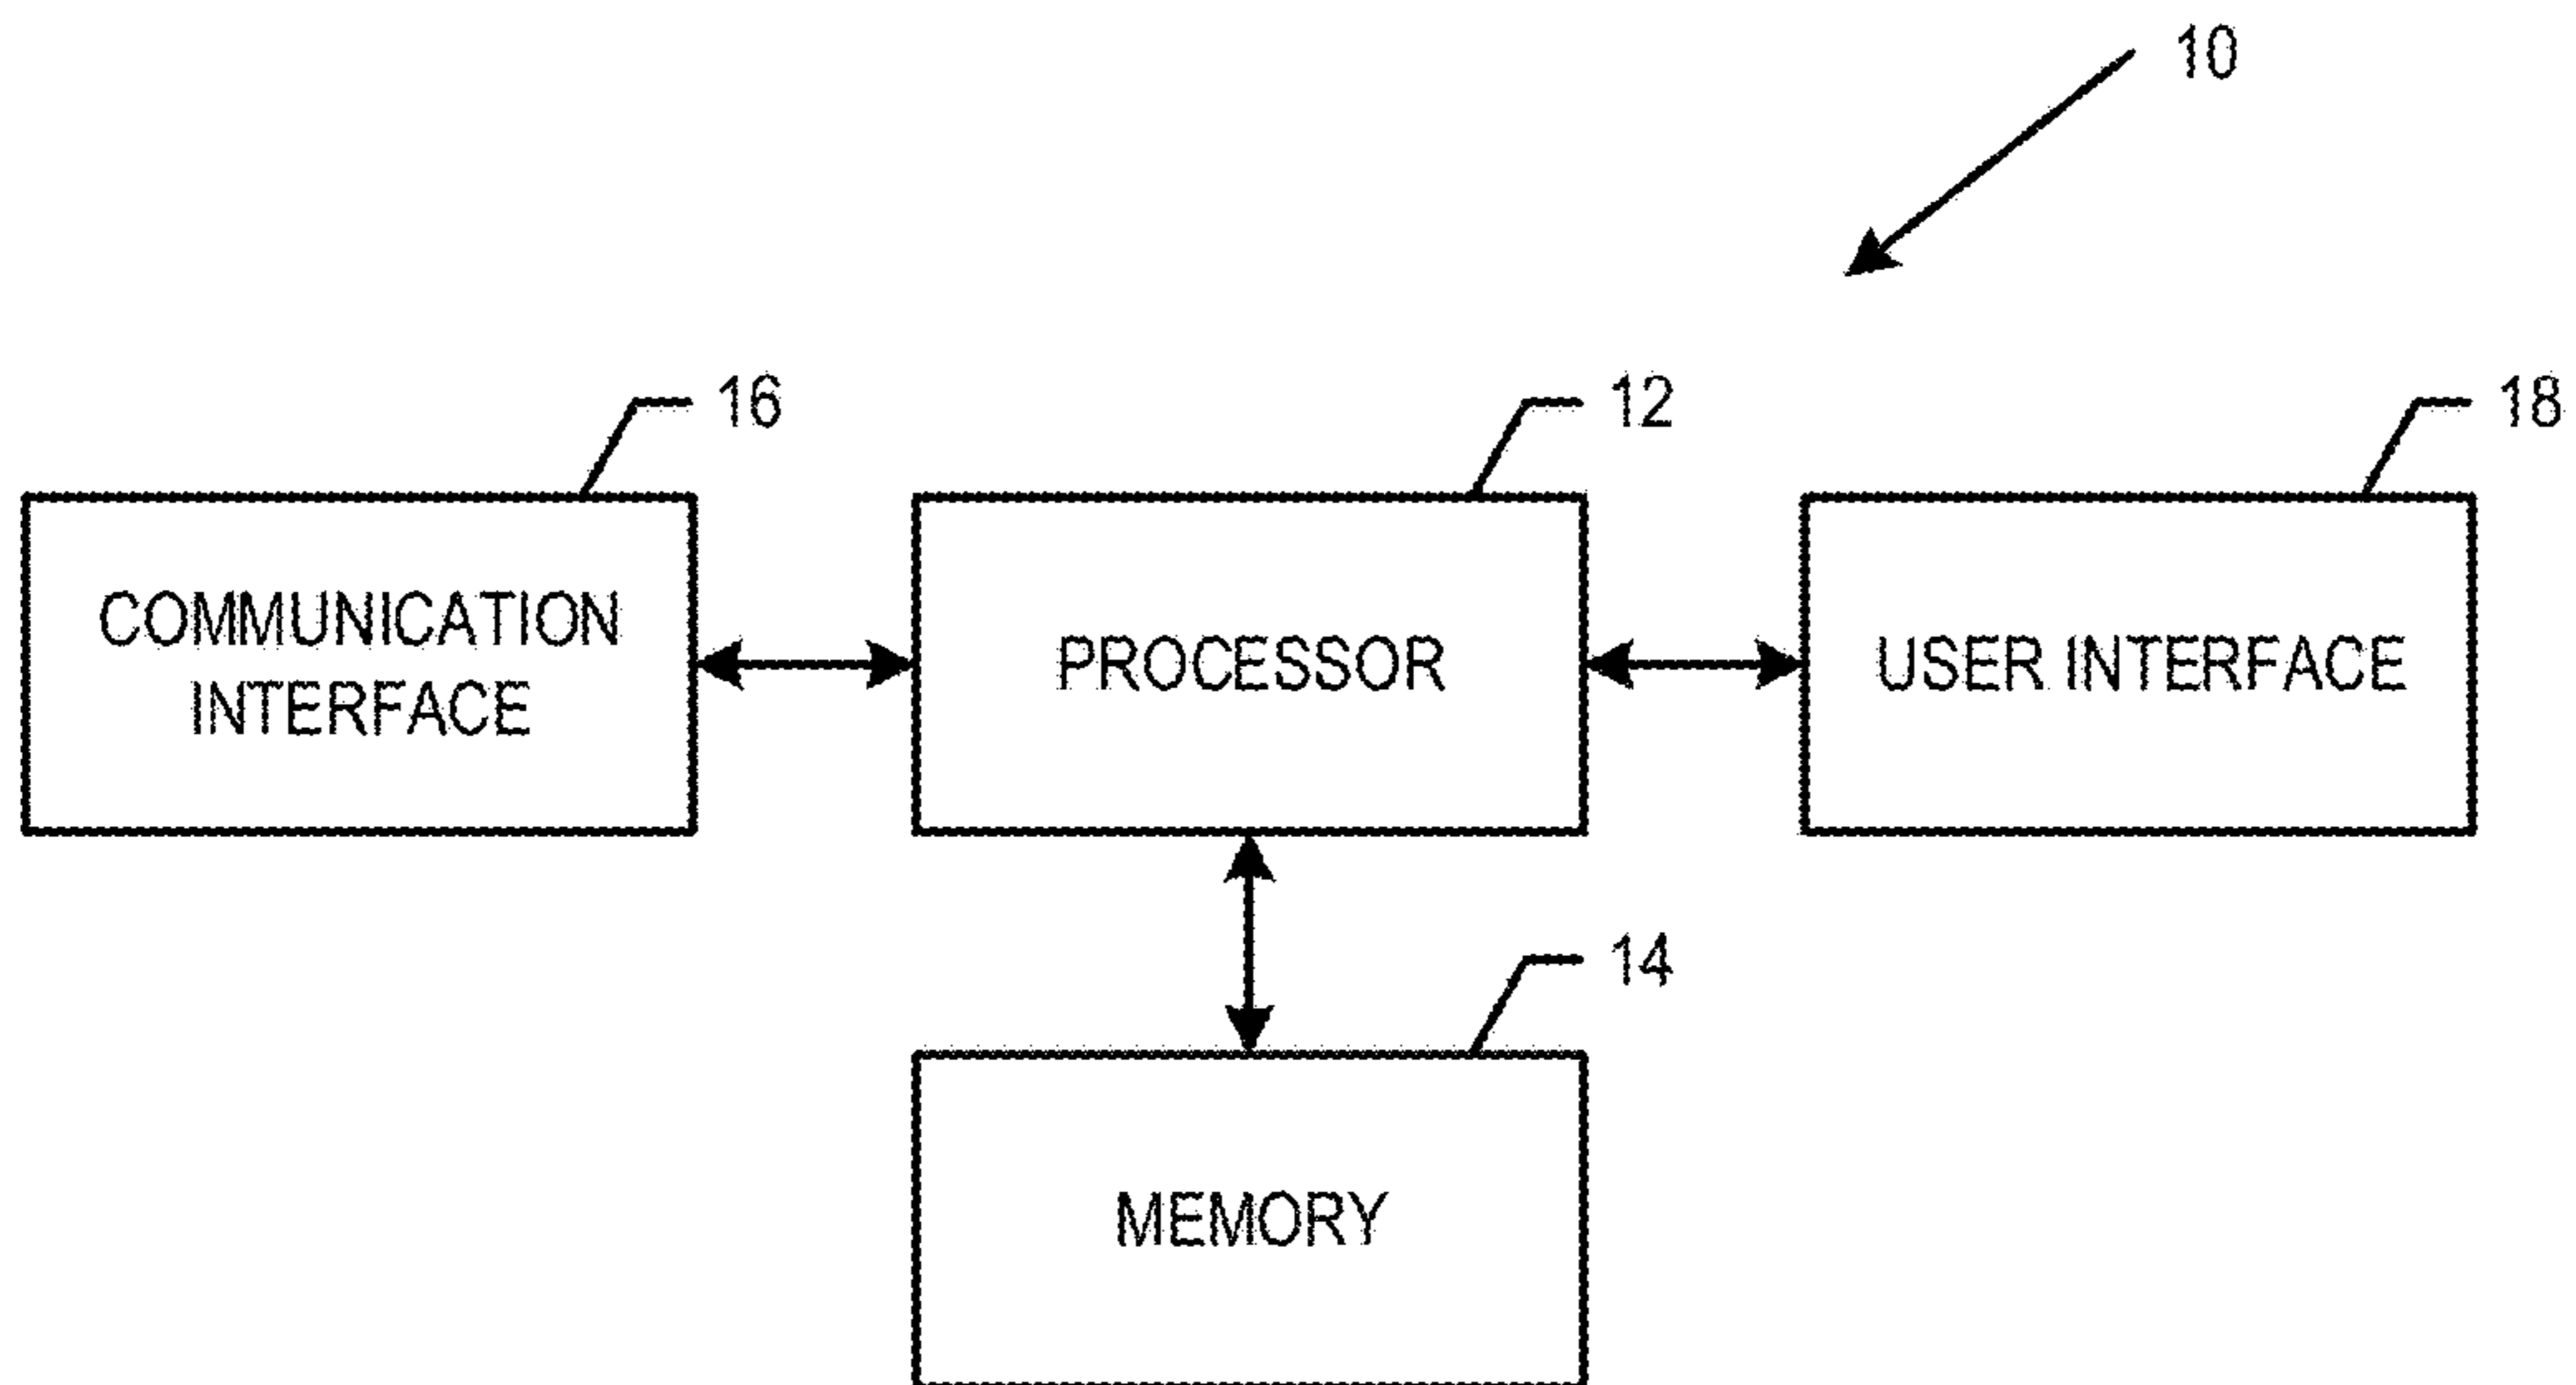 10
16
12
18
COMMUNICATION
INTERFACE
PROCESSOR
USER INTERFACE
14
MEMORY